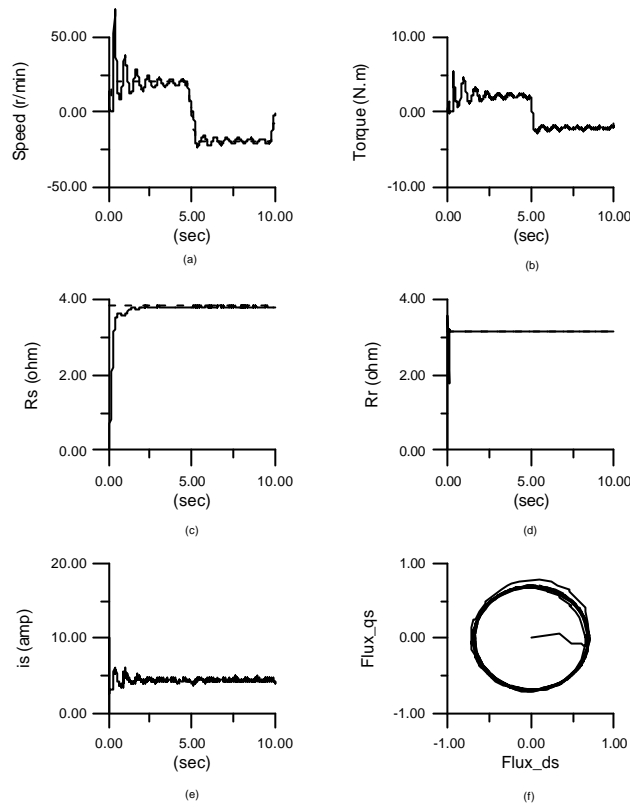 50.00
0.00
-50.00
Speed (r/min)
0.00 5.00 10.00
(sec)
(a)
10.00
0.00
-10.00
Torque (N.m)
0.00 5.00 10.00
(sec)
(b)
4.00
2.00
0.00
Rs (ohm)
0.00 5.00 10.00
(sec)
(c)
4.00
2.00
0.00
Rr (ohm)
0.00 5.00 10.00
(sec)
(d)
20.00
10.00
0.00
is (amp)
0.00 5.00 10.00
(sec)
(e)
1.00
0.00
-1.00
Flux_qs
-1.00 0.00 1.00
Flux_ds
(f)